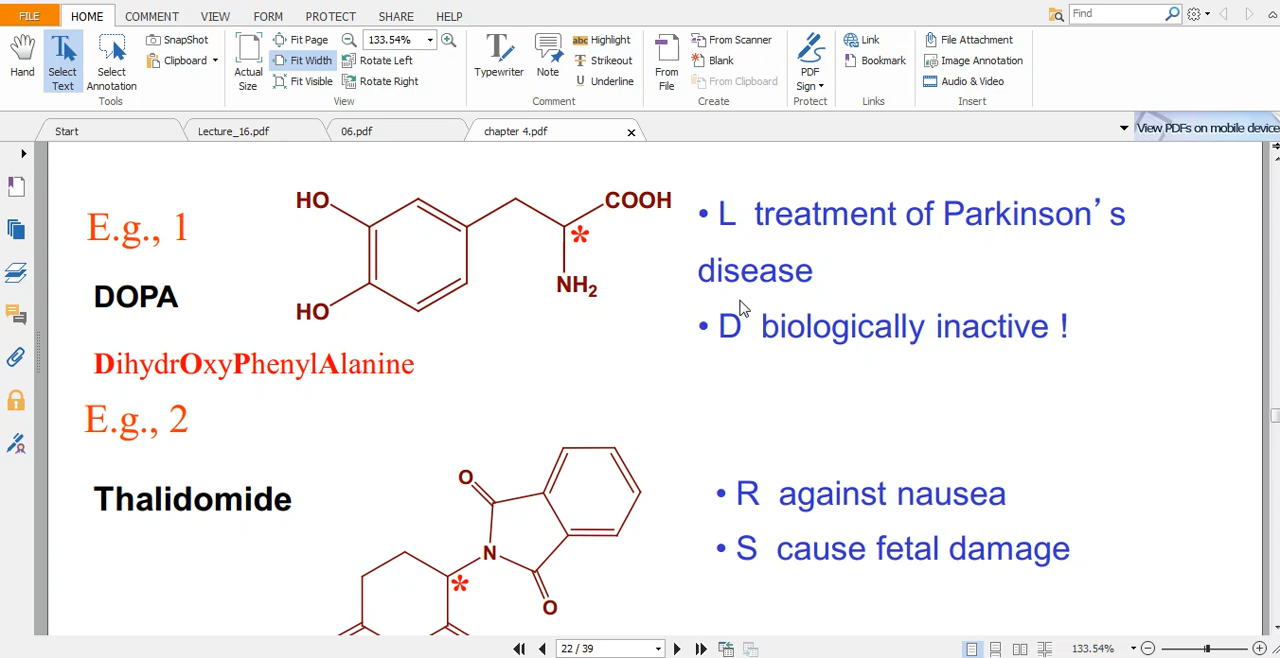 FILE HOME COMMENT VIEW FORM PROTECT SHARE HELP Find
Hand
Select Text
Select Annotation
SnapShot
Clipboard
Tools
Actual Size
Fit Page
Fit Width
Fit Visible
133.54%
Rotate Left
Rotate Right
View
Typewriter
Note
abc Highlight
Strikeout
Underline
Comment
From File
From Scanner
Blank
From Clipboard
Create
PDF Sign
Protect
Link
Bookmark
Links
File Attachment
Image Annotation
Audio & Video
Insert
Start Lecture_16.pdf 06.pdf chapter 4.pdf
View PDFs on mobile device
E.g., 1
DOPA
DihydrOxyPhenylAlanine
HO
HO
COOH
*
NH2
• L treatment of Parkinson’s
disease
• D biologically inactive !
E.g., 2
Thalidomide
O
N
*
O
• R against nausea
• S cause fetal damage
22 / 39
133.54%